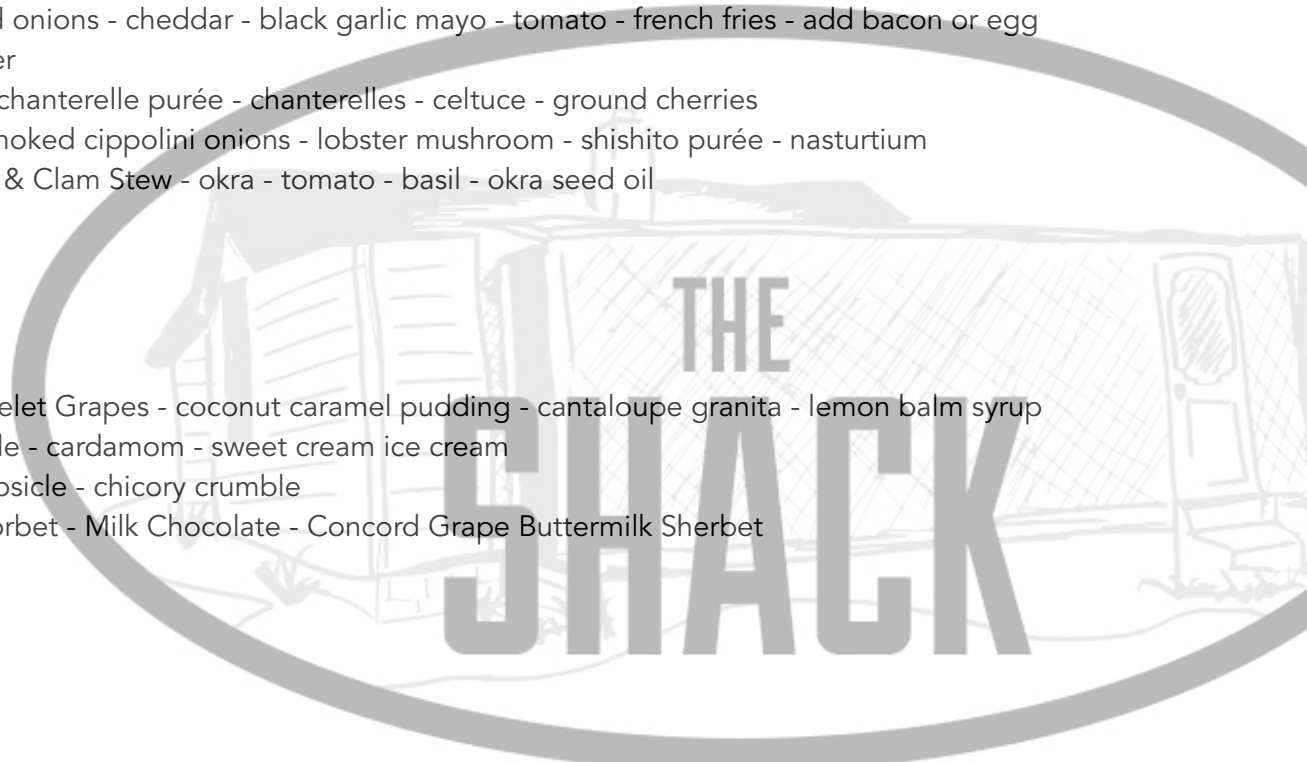 onions - cheddar - black garlic mayo - tomato - french fries - add bacon or egg
er
chanterelle purée - chanterelles - celtuce - ground cherries
moked cippolini onions - lobster mushroom - shishito purée - nasturtium
& Clam Stew - okra - tomato - basil - okra seed oil
THE
SHACK
elet Grapes - coconut caramel pudding - cantaloupe granita - lemon balm syrup
le - cardamom - sweet cream ice cream
osicle - chicory crumble
orbet - Milk Chocolate - Concord Grape Buttermilk Sherbet